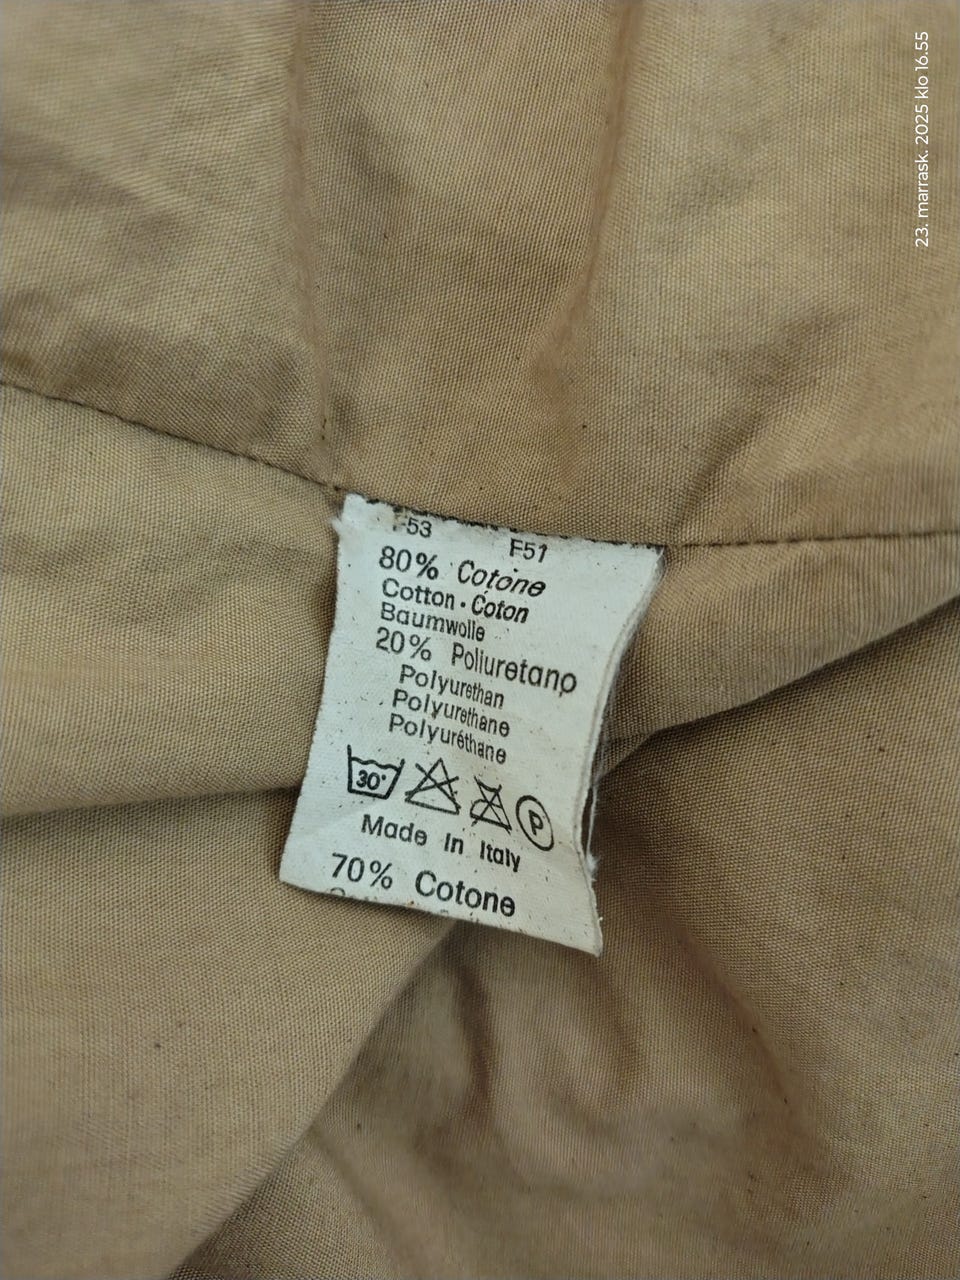 23. marrask. 2025 klo 16.55
F53 F51
80% Cotone
Cotton · Coton
Baumwolle
20% Poliuretano
Polyurethan
Polyurethane
Polyuréthane
30°
P
Made In Italy
70% Cotone